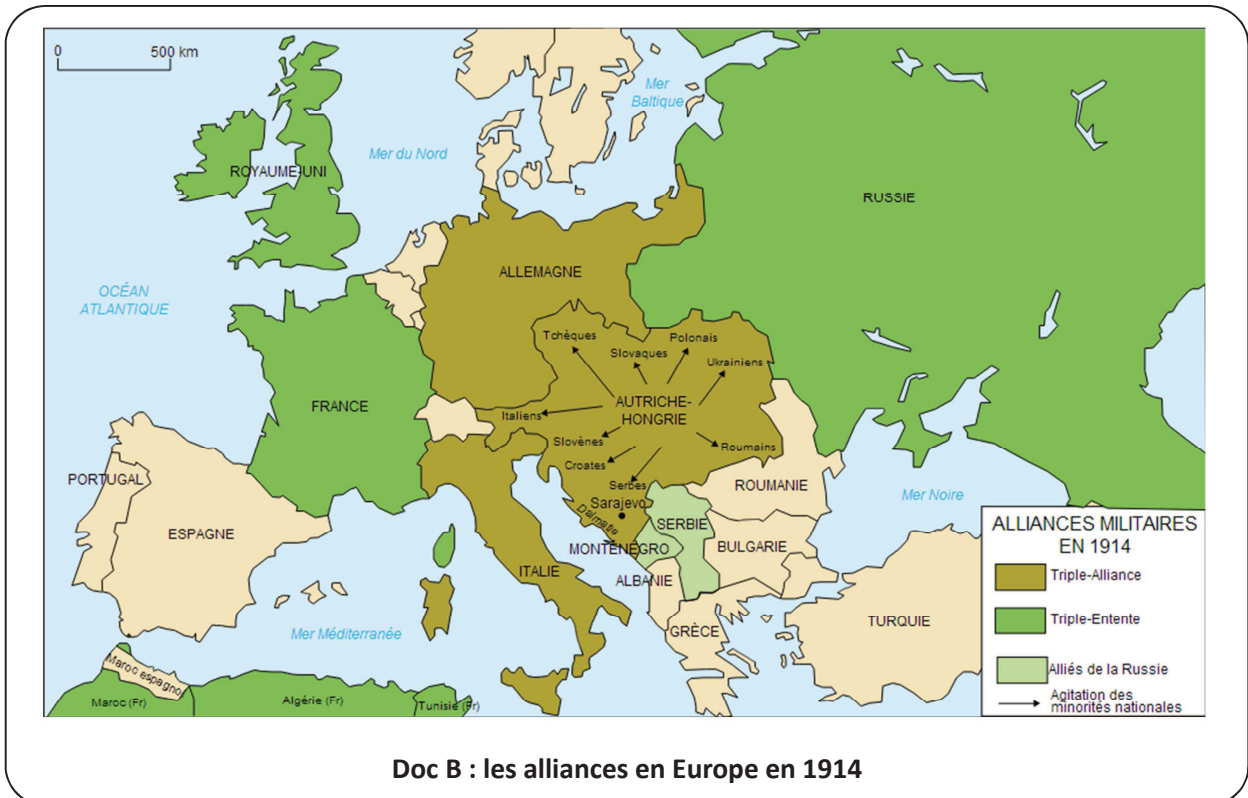 0 500 km
Mer
Baltique
Mer du Nord
ROYAUME-UNI
RUSSIE
ALLEMAGNE
OCÉAN
ATLANTIQUE
Tchèques
Polonais
Slovaques
Ukrainiens
AUTRICHE-
HONGRIE
FRANCE
Italiens
Slovènes
Roumains
Croates
Serbes
ROUMANIE
PORTUGAL
Sarajevo
Mer Noire
Dalmatie
SERBIE
ESPAGNE
MONTÉNÉGRO
BULGARIE
ITALIE
ALBANIE
TURQUIE
GRÈCE
Mer Méditerranée
Maroc espagnol
Maroc (Fr)
Algérie (Fr)
Tunisie (Fr)
ALLIANCES MILITAIRES
EN 1914
Triple-Alliance
Triple-Entente
Alliés de la Russie
Agitation des
minorités nationales
Doc B : les alliances en Europe en 1914